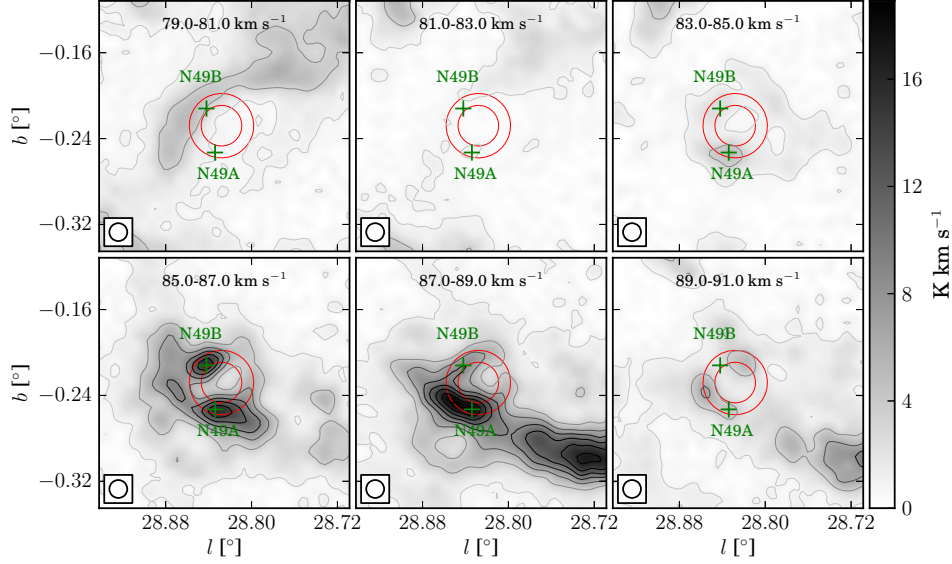 79.0-81.0 km s⁻¹
81.0-83.0 km s⁻¹
83.0-85.0 km s⁻¹
N49B
N49A
N49B
N49A
N49B
N49A
−0.16
−0.24
−0.32
b [°]
85.0-87.0 km s⁻¹
87.0-89.0 km s⁻¹
89.0-91.0 km s⁻¹
N49B
N49A
N49B
N49A
N49B
N49A
−0.16
−0.24
−0.32
b [°]
28.88 28.80 28.72
28.88 28.80 28.72
28.88 28.80 28.72
l [°]
l [°]
l [°]
16
12
8
4
0
K km s⁻¹